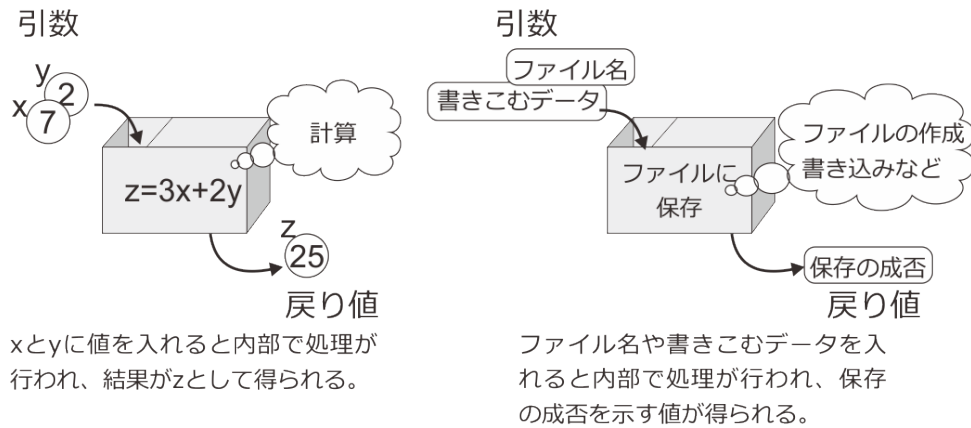 引数
y
2
x
7
計算
z=3x+2y
z
25
戻り値
xとyに値を入れると内部で処理が
行われ、結果がzとして得られる。
引数
ファイル名
書きこむデータ
ファイルの作成
書き込みなど
ファイルに
保存
保存の成否
戻り値
ファイル名や書きこむデータを入
れると内部で処理が行われ、保存
の成否を示す値が得られる。